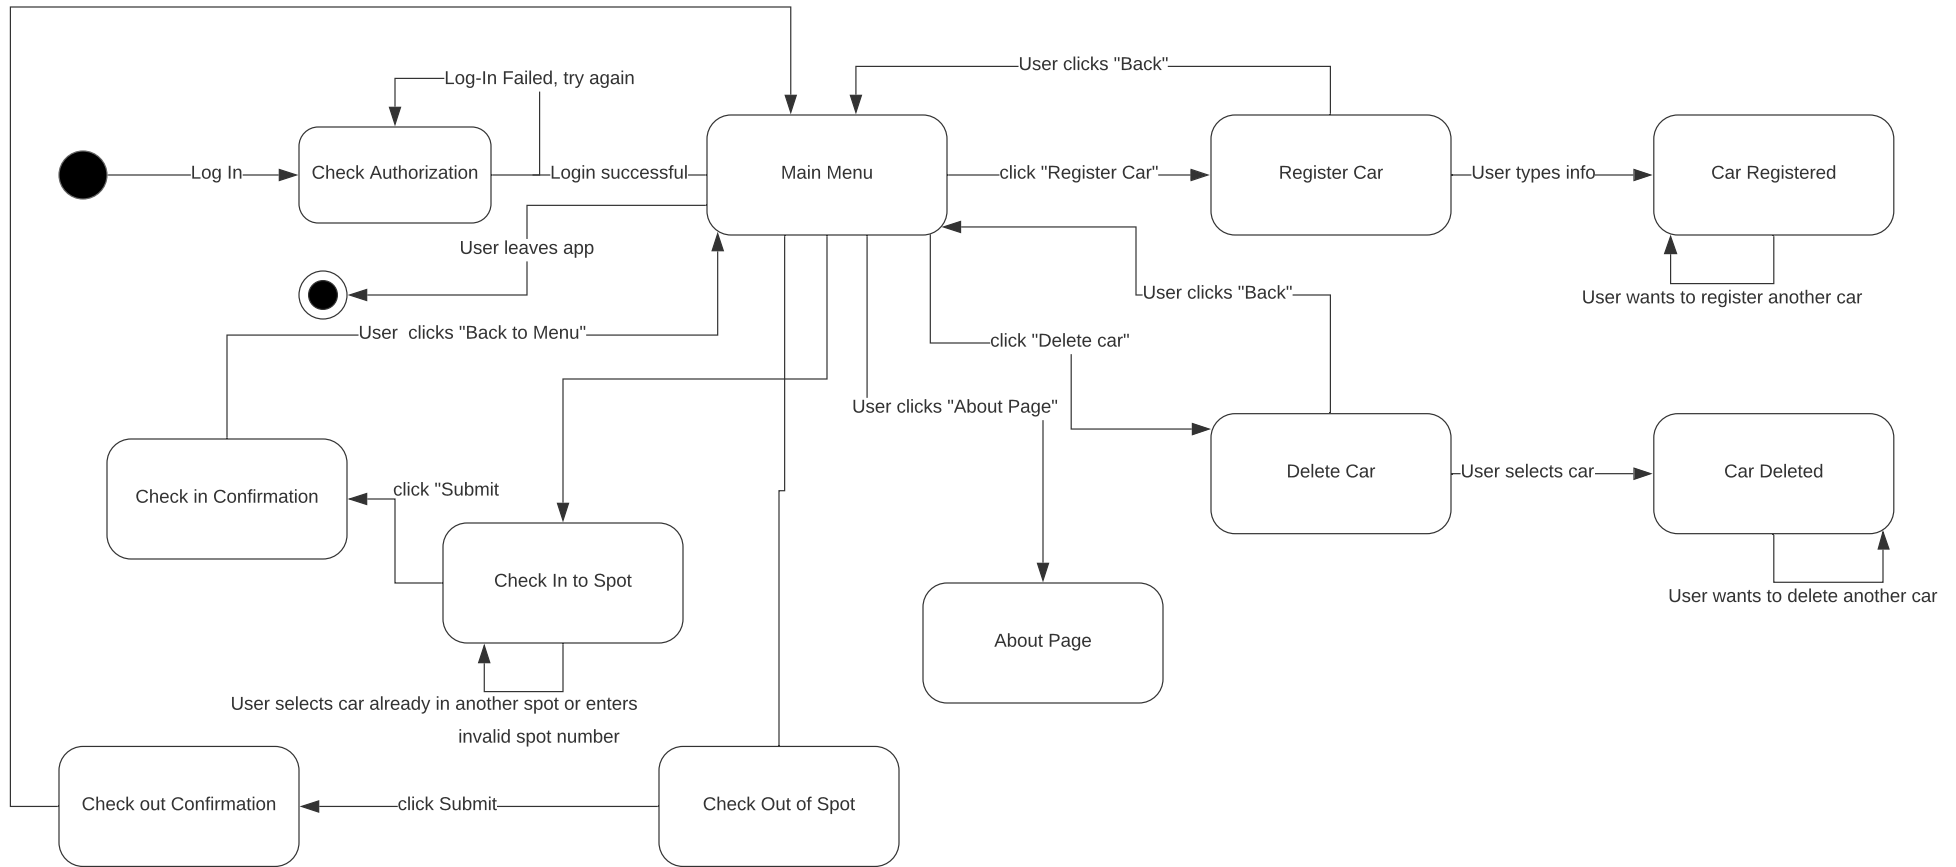 User clicks "Back"
Log-In Failed, try again
Log In
Check Authorization
Login successful
Main Menu
click "Register Car"
Register Car
User types info
Car Registered
User leaves app
User clicks "Back"
User wants to register another car
User  clicks "Back to Menu"
click "Delete car"
User clicks "About Page"
Delete Car
User selects car
Car Deleted
click "Submit
Check in Confirmation
Check In to Spot
User wants to delete another car
About Page
User selects car already in another spot or enters
invalid spot number
Check out Confirmation
click Submit
Check Out of Spot